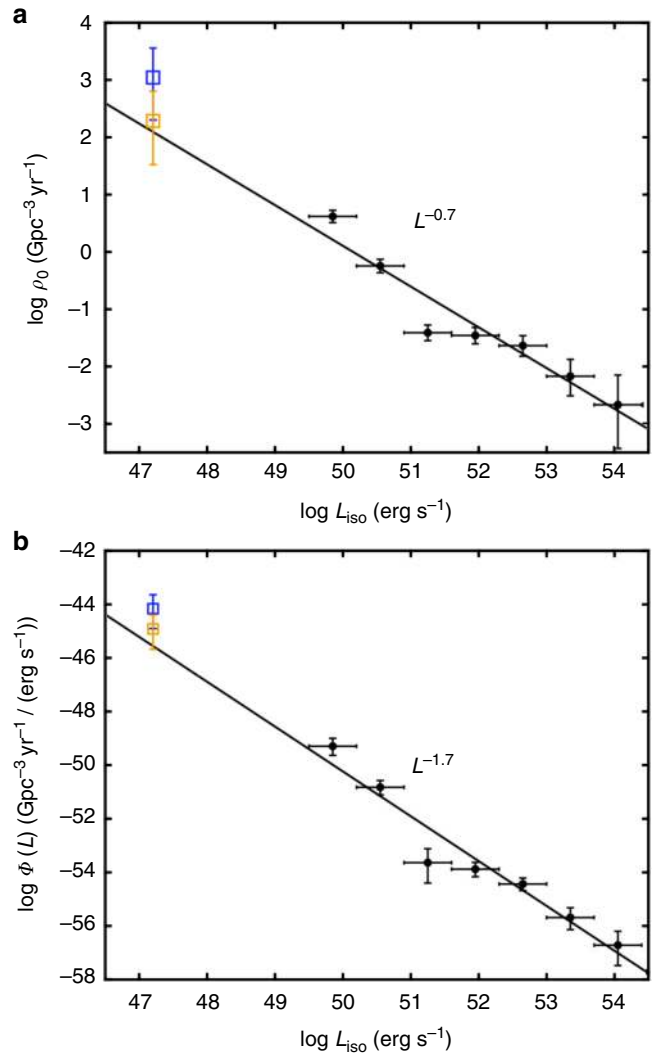 a
4
3
2
1
0
−1
−2
−3
log ρ₀ (Gpc⁻³ yr⁻¹)
L⁻⁰·⁷
47 48 49 50 51 52 53 54
log L_iso (erg s⁻¹)
b
−42
−44
−46
−48
−50
−52
−54
−56
−58
log Φ (L) (Gpc⁻³ yr⁻¹ / (erg s⁻¹))
L⁻¹·⁷
47 48 49 50 51 52 53 54
log L_iso (erg s⁻¹)